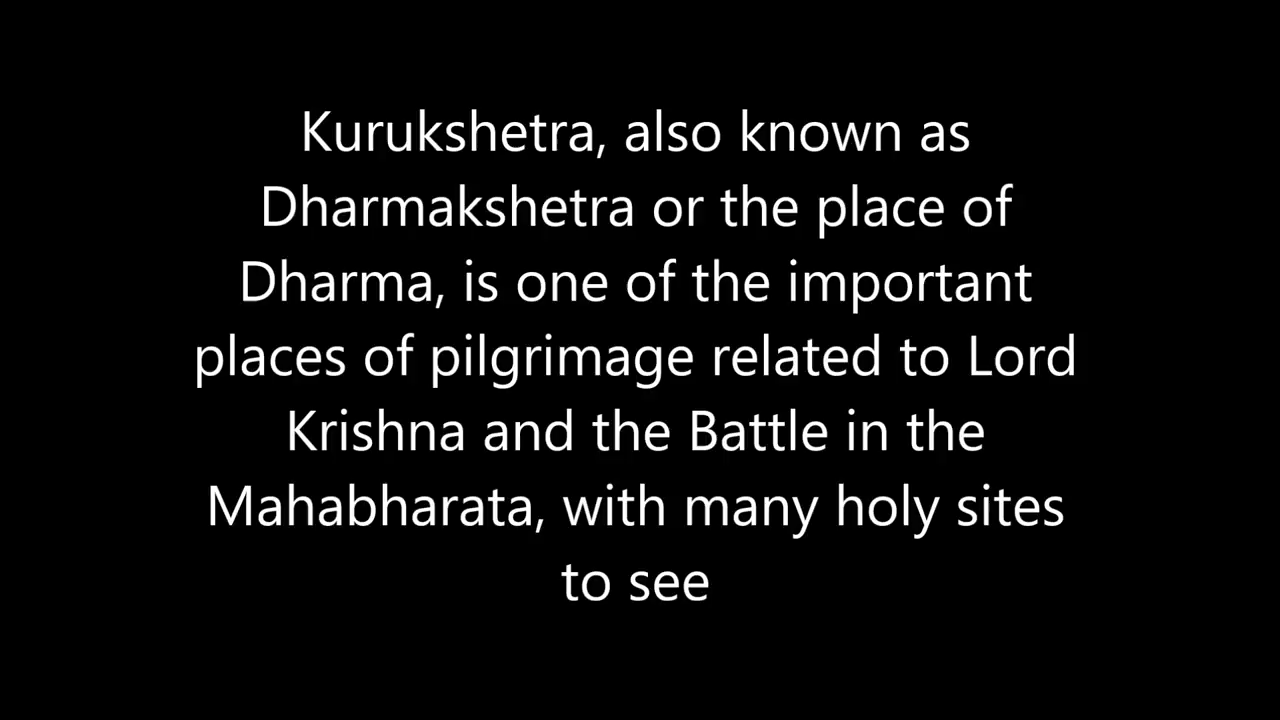 Kurukshetra, also known as
Dharmakshetra or the place of
Dharma, is one of the important
places of pilgrimage related to Lord
Krishna and the Battle in the
Mahabharata, with many holy sites
to see